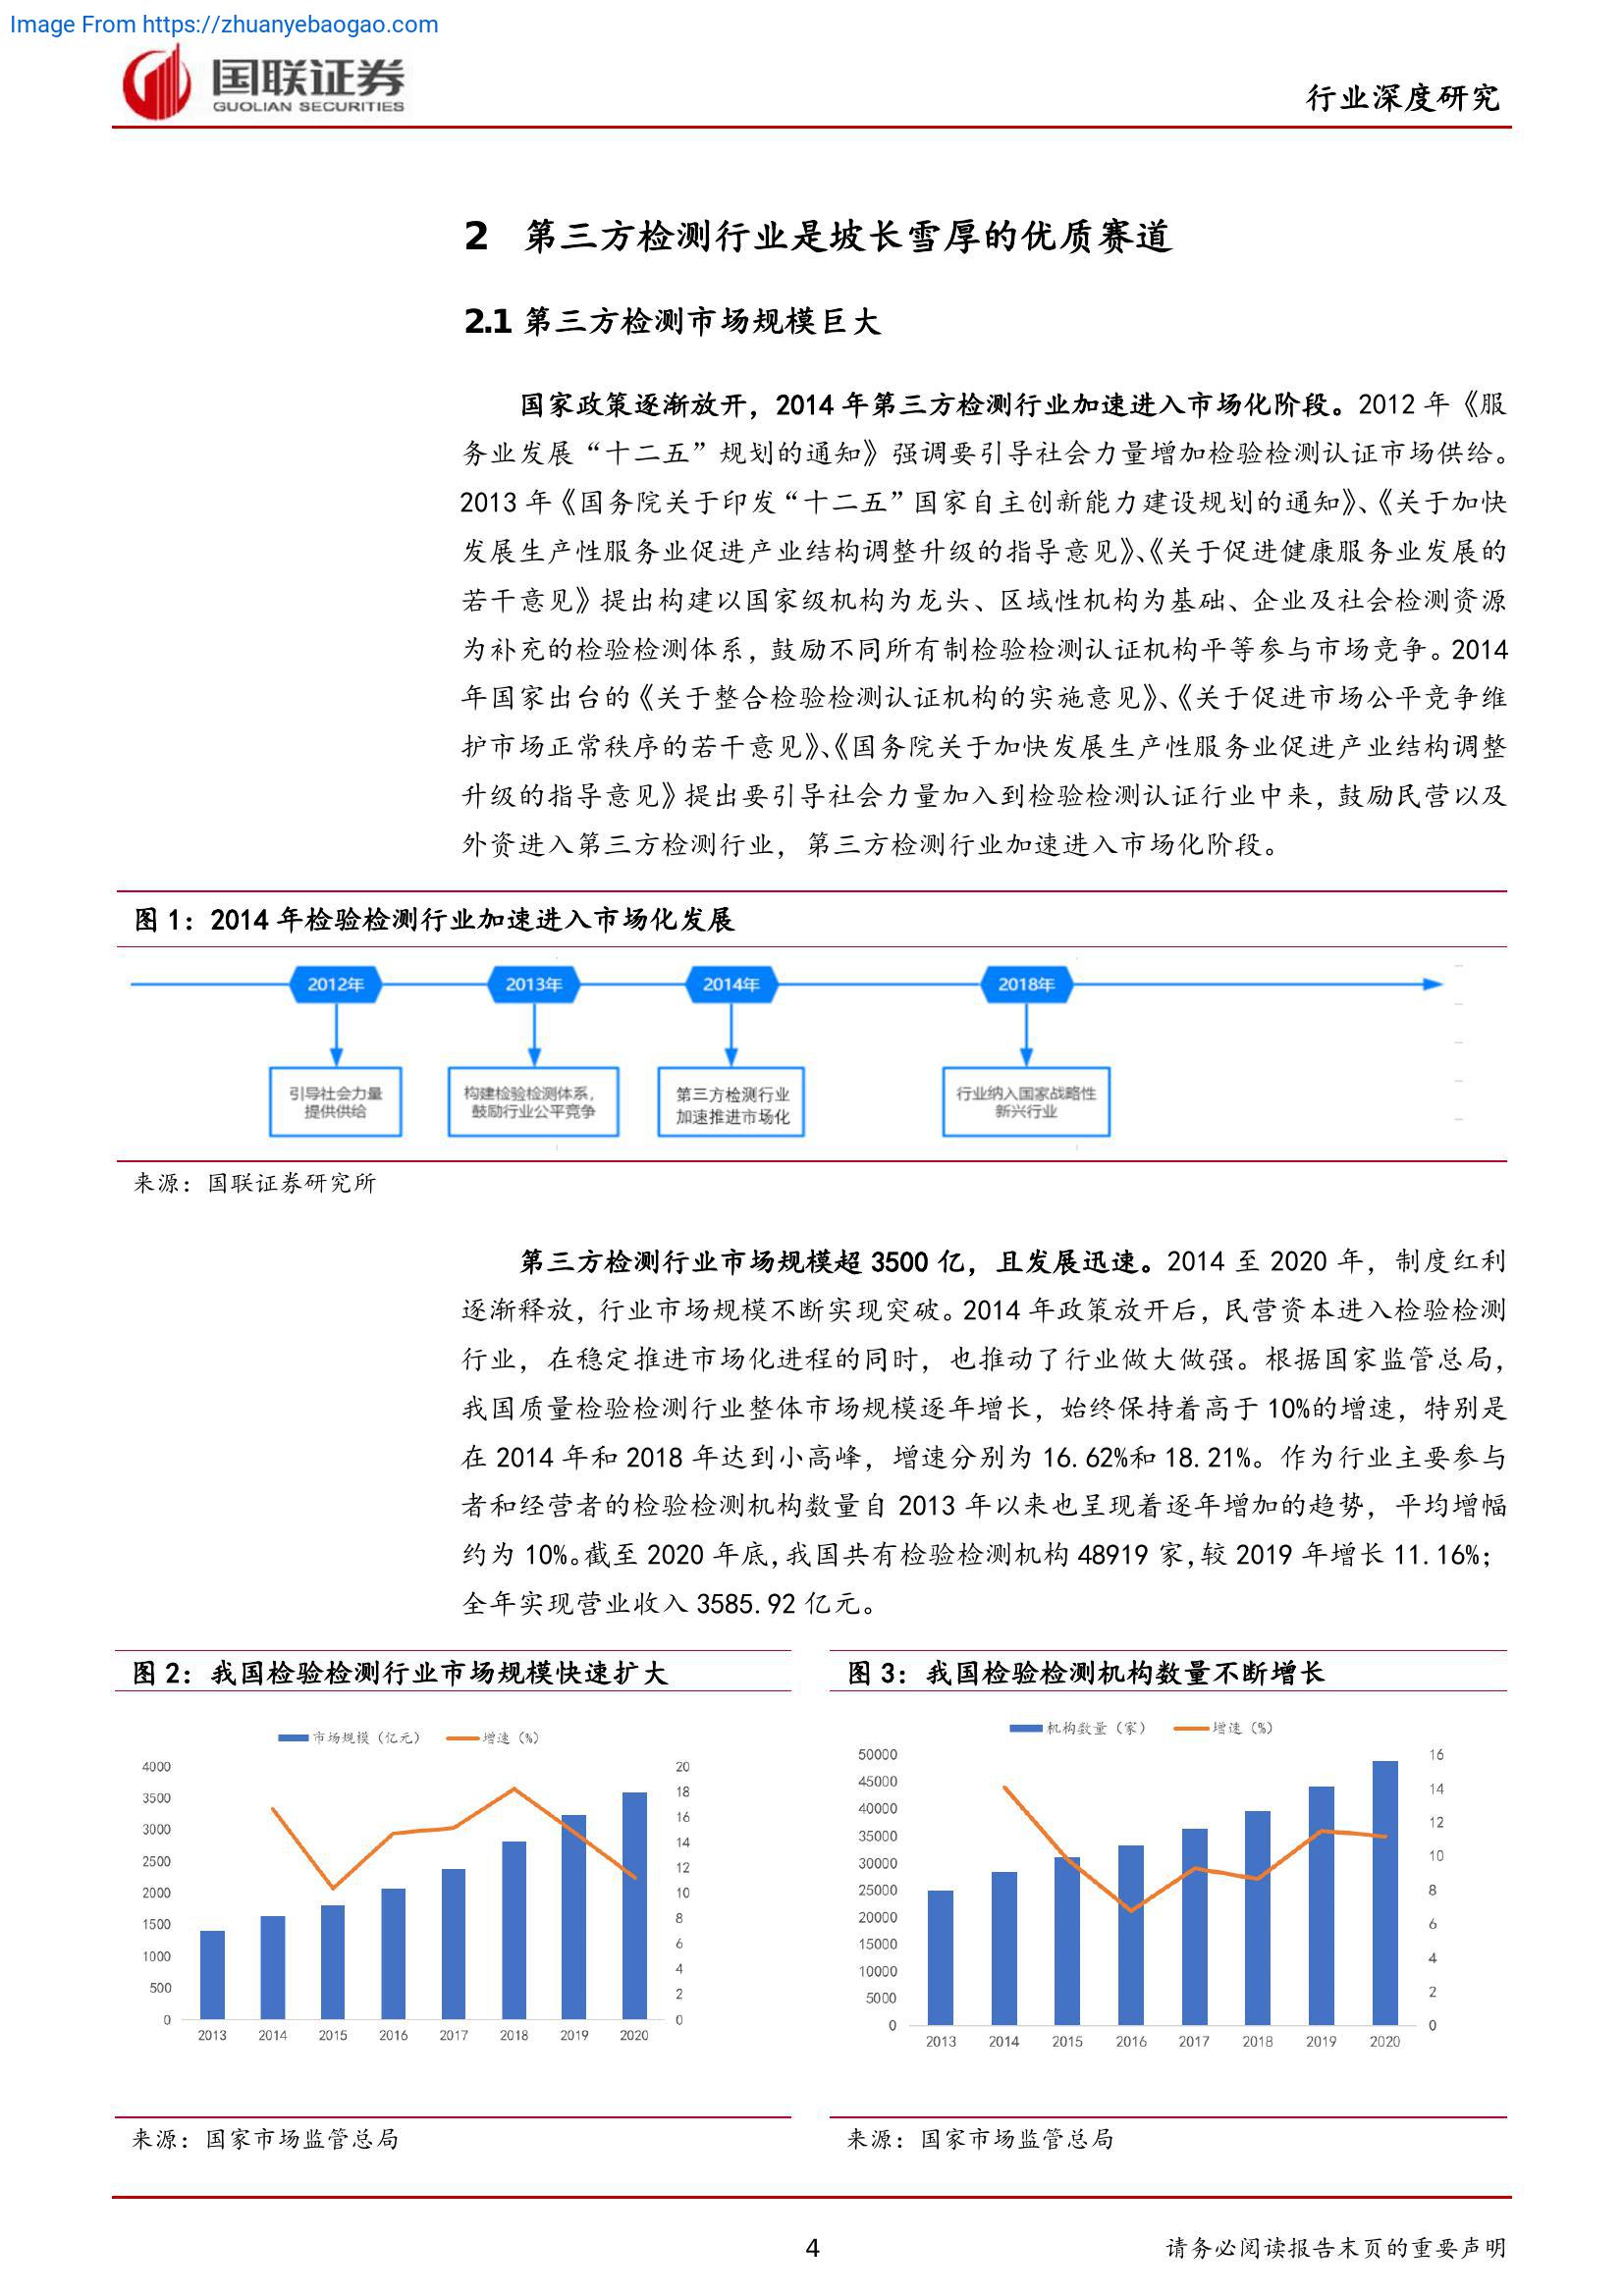 Image From https://zhuanyebaogao.com
国联证券
GUOLIAN SECURITIES
行业深度研究
2 第三方检测行业是坡长雪厚的优质赛道
2.1 第三方检测市场规模巨大
国家政策逐渐放开，2014 年第三方检测行业加速进入市场化阶段。2012 年《服
务业发展“十二五”规划的通知》强调要引导社会力量增加检验检测认证市场供给。
2013 年《国务院关于印发“十二五”国家自主创新能力建设规划的通知》、《关于加快
发展生产性服务业促进产业结构调整升级的指导意见》、《关于促进健康服务业发展的
若干意见》提出构建以国家级机构为龙头、区域性机构为基础、企业及社会检测资源
为补充的检验检测体系，鼓励不同所有制检验检测认证机构平等参与市场竞争。2014
年国家出台的《关于整合检验检测认证机构的实施意见》、《关于促进市场公平竞争维
护市场正常秩序的若干意见》、《国务院关于加快发展生产性服务业促进产业结构调整
升级的指导意见》提出要引导社会力量加入到检验检测认证行业中来，鼓励民营以及
外资进入第三方检测行业，第三方检测行业加速进入市场化阶段。
图 1：2014 年检验检测行业加速进入市场化发展
2012年 2013年 2014年 2018年
引导社会力量
提供供给
构建检验检测体系，
鼓励行业公平竞争
第三方检测行业
加速推进市场化
行业纳入国家战略性
新兴行业
来源：国联证券研究所
第三方检测行业市场规模超 3500 亿，且发展迅速。2014 至 2020 年，制度红利
逐渐释放，行业市场规模不断实现突破。2014 年政策放开后，民营资本进入检验检测
行业，在稳定推进市场化进程的同时，也推动了行业做大做强。根据国家监管总局，
我国质量检验检测行业整体市场规模逐年增长，始终保持着高于 10%的增速，特别是
在 2014 年和 2018 年达到小高峰，增速分别为 16.62%和 18.21%。作为行业主要参与
者和经营者的检验检测机构数量自 2013 年以来也呈现着逐年增加的趋势，平均增幅
约为 10%。截至 2020 年底，我国共有检验检测机构 48919 家，较 2019 年增长 11.16%；
全年实现营业收入 3585.92 亿元。
图 2：我国检验检测行业市场规模快速扩大
市场规模（亿元） 增速（%）
4000 20
3500 18
3000 16
2500 14
2000 12
1500 10
1000 8
500 6
0 4
2
0
2013 2014 2015 2016 2017 2018 2019 2020
来源：国家市场监管总局
图 3：我国检验检测机构数量不断增长
机构数量（家） 增速（%）
50000 16
45000 14
40000 12
35000 10
30000 8
25000 6
20000 4
15000 2
10000 0
5000
0
2013 2014 2015 2016 2017 2018 2019 2020
来源：国家市场监管总局
4
请务必阅读报告末页的重要声明